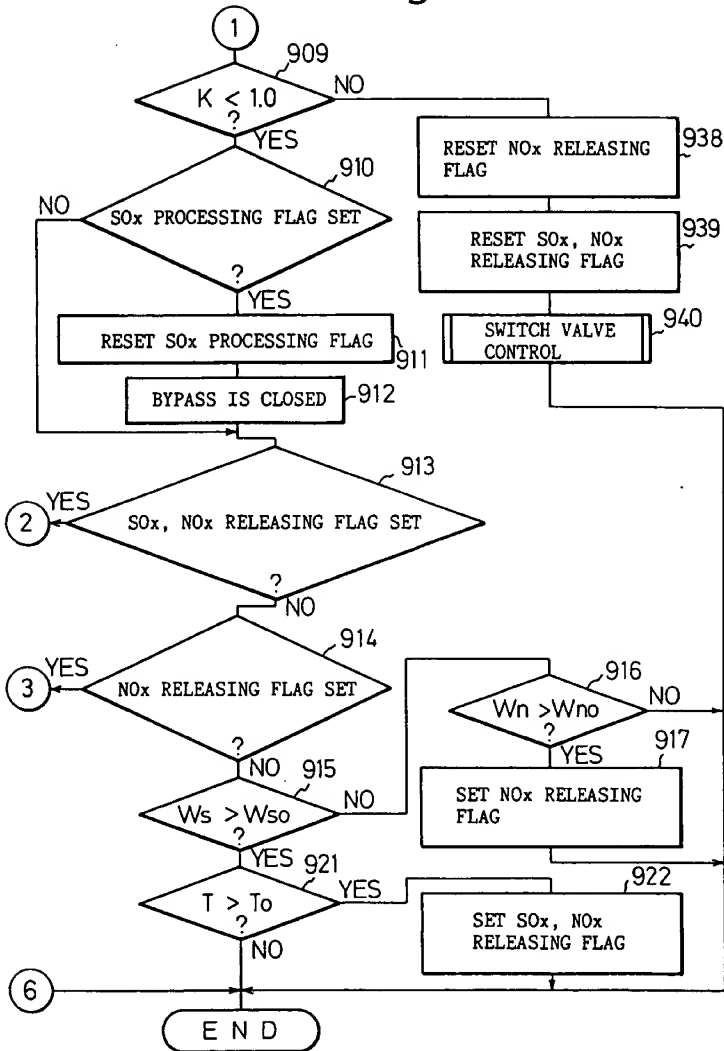 1
909
K < 1.0
?
NO
YES
938
RESET NOx RELEASING
FLAG
910
NO
SOx PROCESSING FLAG SET
?
YES
939
RESET SOx, NOx
RELEASING FLAG
940
SWITCH VALVE
CONTROL
RESET SOx PROCESSING FLAG
911
BYPASS IS CLOSED
912
913
YES
2
SOx, NOx RELEASING FLAG SET
?
NO
914
YES
3
NOx RELEASING FLAG SET
?
NO
916
Wn >Wno
?
NO
YES
915
Ws > Wso
?
NO
YES
917
SET NOx RELEASING
FLAG
921
T > To
?
YES
NO
922
SET SOx, NOx
RELEASING FLAG
6
END